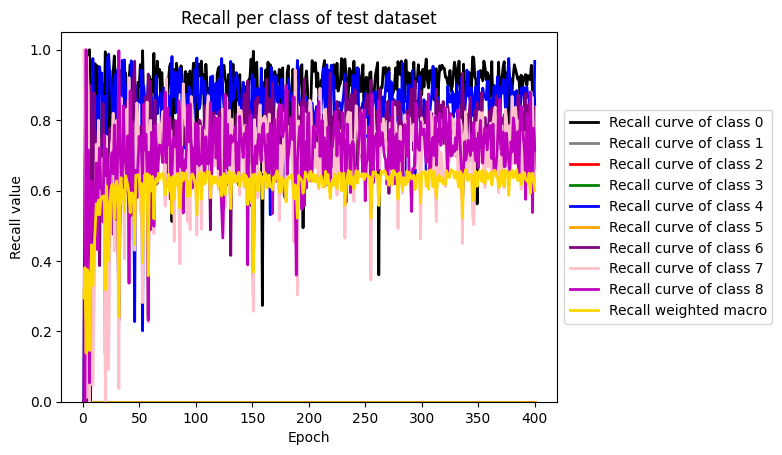 Recall per class of test dataset
Recall value
1.0
0.8
0.6
0.4
0.2
0.0
0
50
100
150
200
250
300
350
400
Epoch
Recall curve of class 0
Recall curve of class 1
Recall curve of class 2
Recall curve of class 3
Recall curve of class 4
Recall curve of class 5
Recall curve of class 6
Recall curve of class 7
Recall curve of class 8
Recall weighted macro